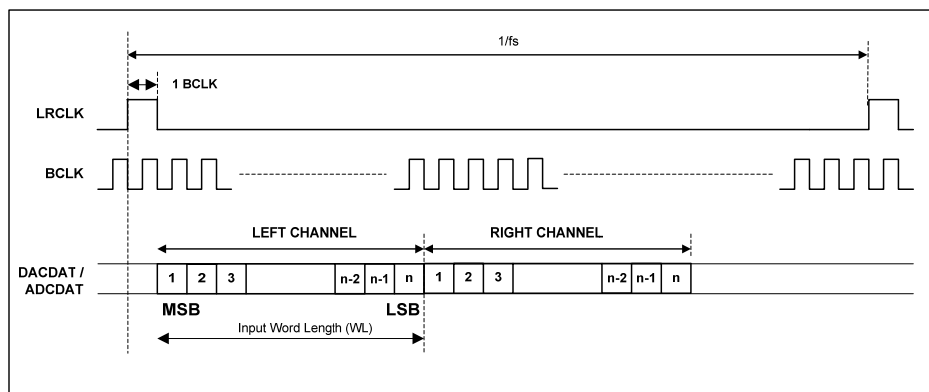 1/fs
1 BCLK
LRCLK
BCLK
LEFT CHANNEL RIGHT CHANNEL
DACDAT /
ADCDAT
1 2 3 n-2 n-1 n 1 2 3 n-2 n-1 n
MSB LSB
Input Word Length (WL)